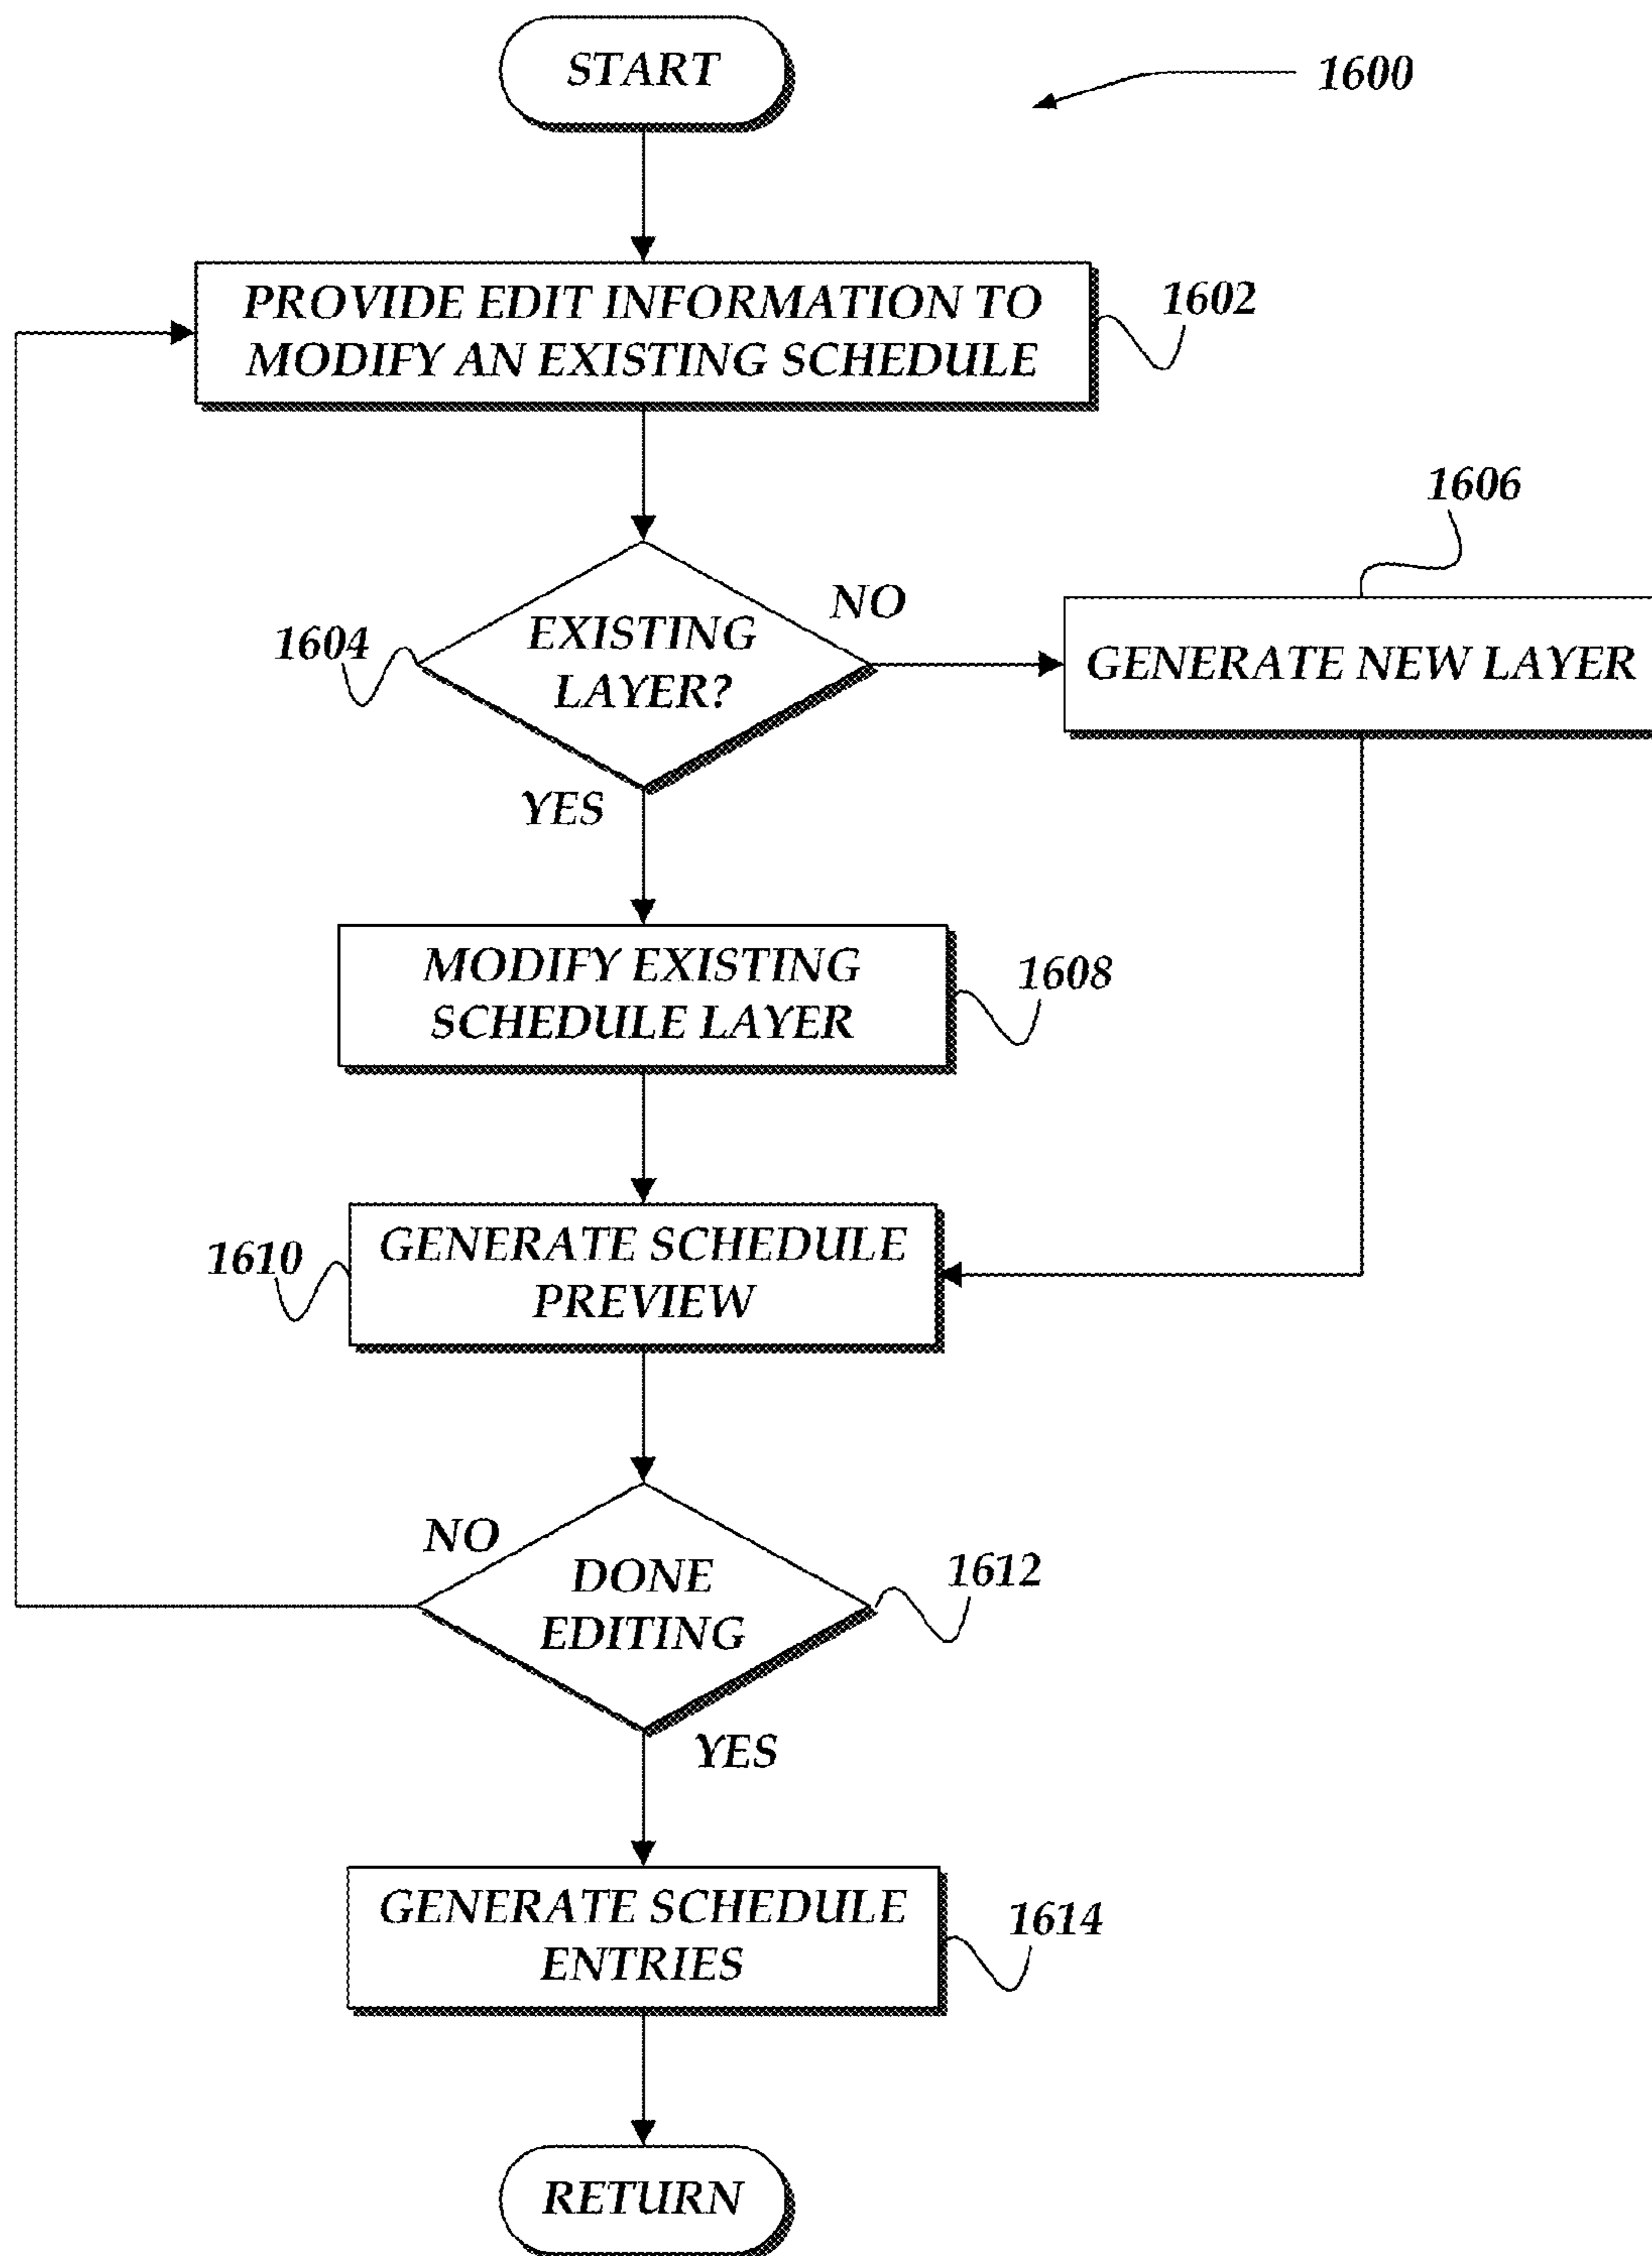 START
1600
PROVIDE EDIT INFORMATION TO
MODIFY AN EXISTING SCHEDULE
1602
1606
NO
1604
EXISTING
LAYER?
GENERATE NEW LAYER
YES
MODIFY EXISTING
SCHEDULE LAYER
1608
1610
GENERATE SCHEDULE
PREVIEW
NO
DONE
EDITING
1612
YES
GENERATE SCHEDULE
ENTRIES
1614
RETURN